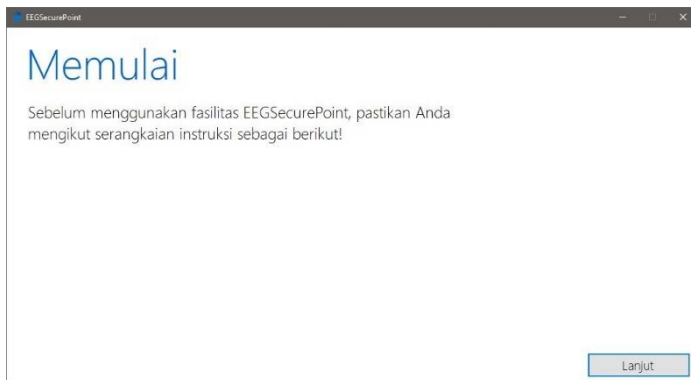 EEGSecurePoint
Memulai
Sebelum menggunakan fasilitas EEGSecurePoint, pastikan Anda
mengikut serangkaian instruksi sebagai berikut!
Lanjut